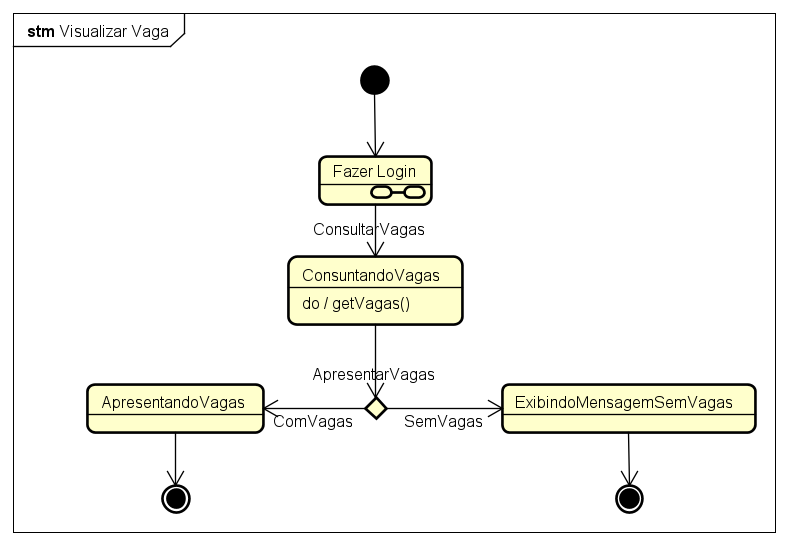 stm Visualizar Vaga
Fazer Login
ConsultarVagas
ConsuntandoVagas
do / getVagas()
ApresentarVagas
ApresentandoVagas
ExibindoMensagemSemVagas
ComVagas
SemVagas